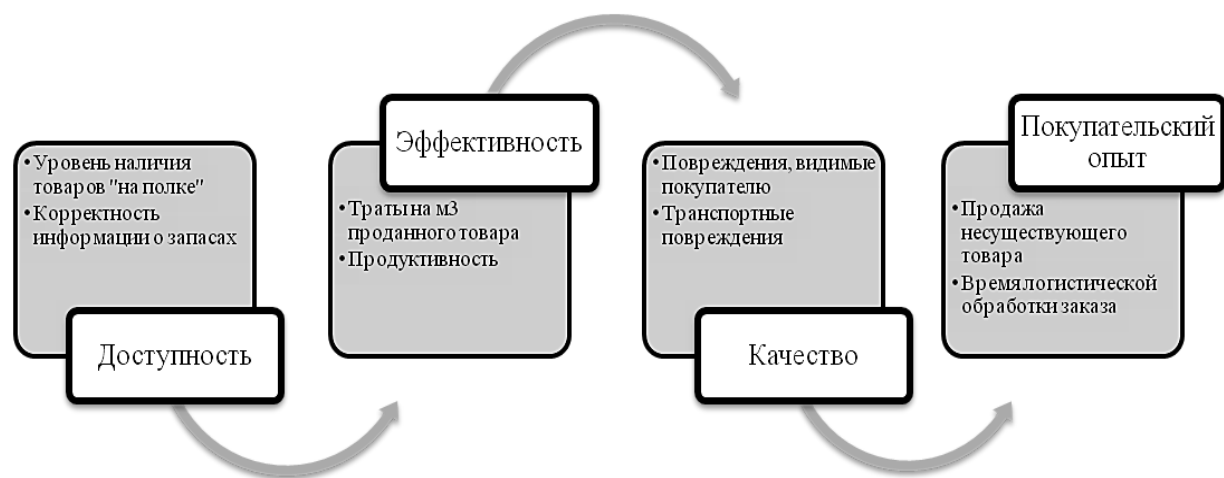 • Уровень наличия
товаров "на полке"
• Корректность
информации о запасах
Доступность
Эффективность
• Траты на м3
проданного товара
• Продуктивность
• Повреждения, видимые
покупателю
• Транспортные
повреждения
Качество
Покупательский
опыт
• Продажа
несуществующего
товара
• Время логистической
обработки заказа